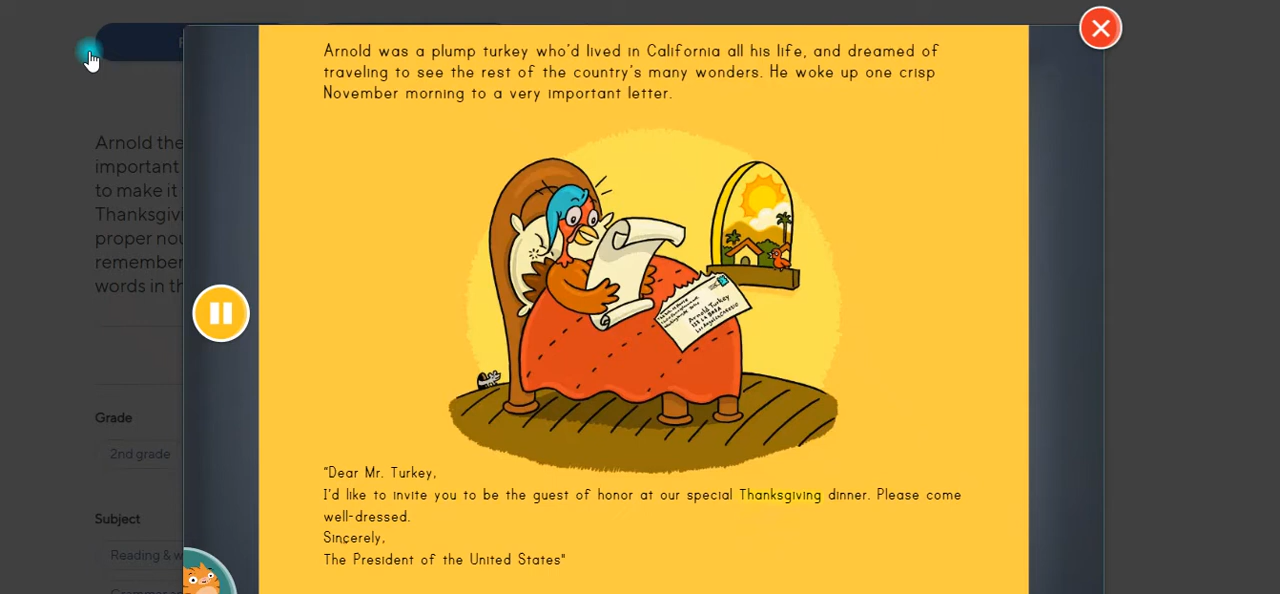 Arnold was a plump turkey who'd lived in California all his life, and dreamed of
traveling to see the rest of the country's many wonders. He woke up one crisp
November morning to a very important letter.
Arnold the
important
to make it
Thanksgivi
proper nou
remember
words in th
Arnold Turkey
"Dear Mr. Turkey,
I'd like to invite you to be the guest of honor at our special Thanksgiving dinner. Please come
well-dressed.
Sincerely,
The President of the United States"
Grade
2nd grade
Subject
Reading & w